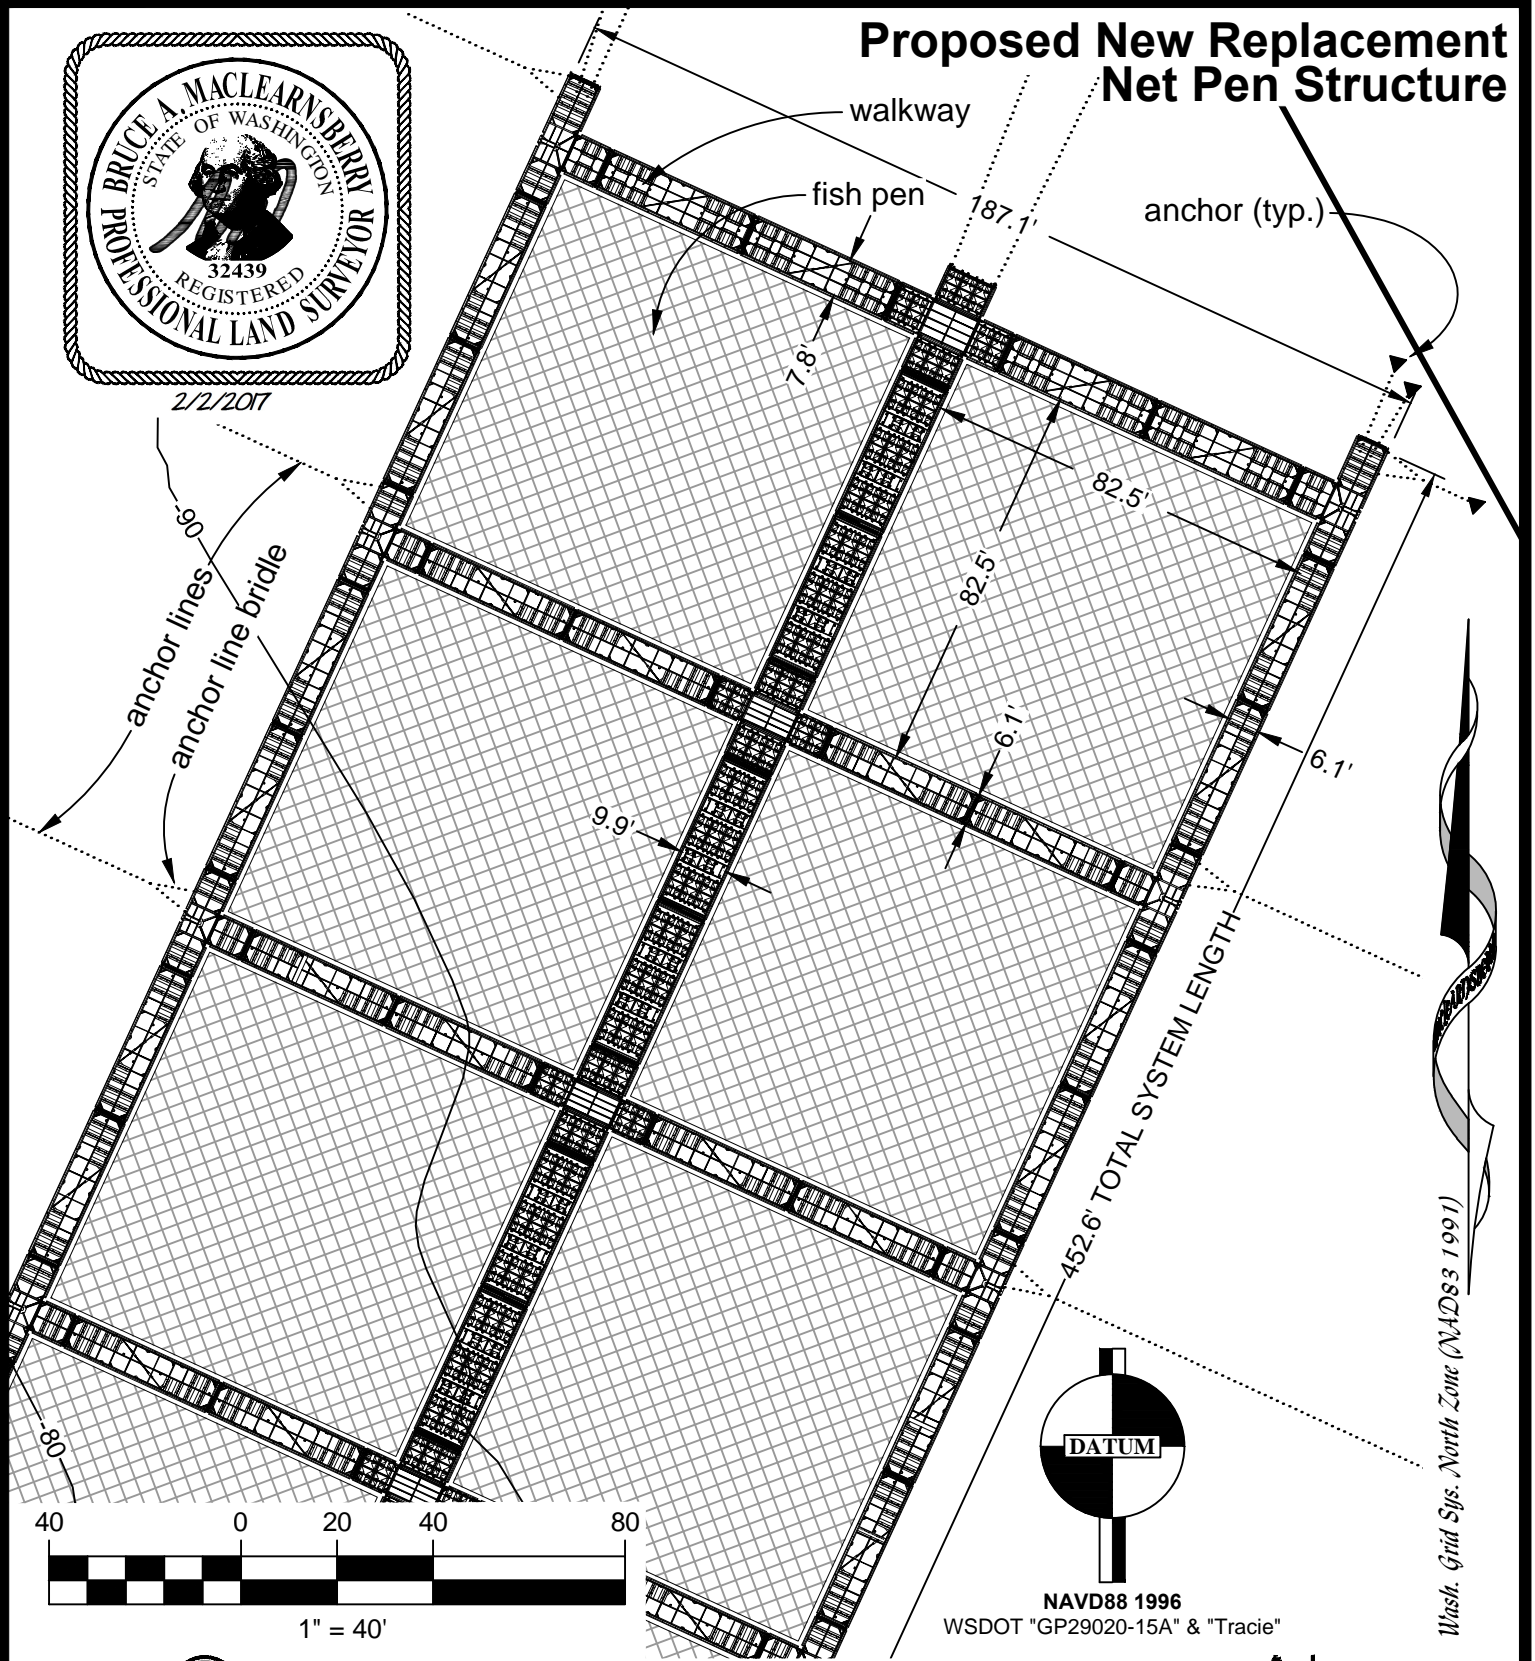 Proposed New Replacement
Net Pen Structure
BRUCE A. MACLEARNSBERRY
STATE OF WASHINGTON
32439
REGISTERED
PROFESSIONAL LAND SURVEYOR
2/2/2017
walkway
fish pen
187.1'
anchor (typ.)
7.8'
82.5'
82.5'
-90
anchor lines
anchor line bridle
6.1'
6.1'
9.9'
452.6' TOTAL SYSTEM LENGTH
-80
40 0 20 40 80
1" = 40'
DATUM
NAVD88 1996
WSDOT "GP29020-15A" & "Tracie"
Wash. Grid Sys. North Zone (NAD83 1991)